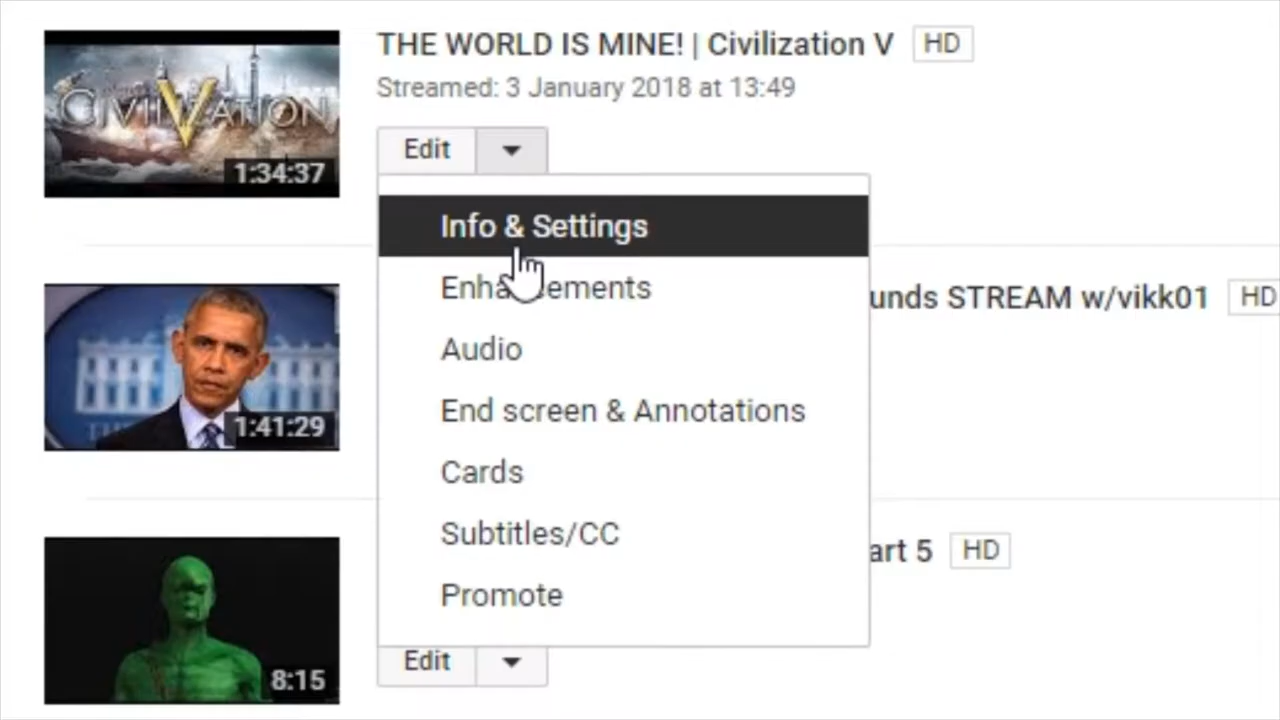 THE WORLD IS MINE! | Civilization V HD
Streamed: 3 January 2018 at 13:49
CIVILIZATION
1:34:37
Edit
Info & Settings
Enha ements
unds STREAM w/vikk01 HD
Audio
End screen & Annotations
1:41:29
Cards
Subtitles/CC
art 5 HD
Promote
Edit
8:15